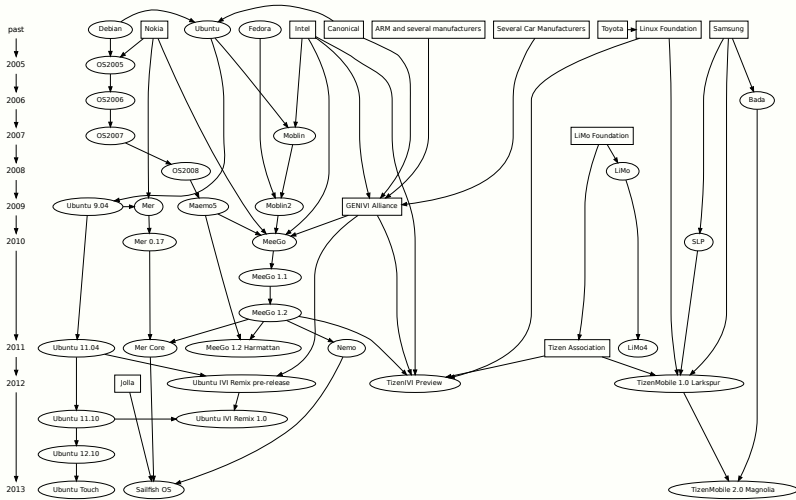 past
Debian
Nokia
Ubuntu
Fedora
Intel
Canonical
ARM and several manufacturers
Several Car Manufacturers
Toyota
Linux Foundation
Samsung
2005
OS2005
2006
OS2006
Bada
2007
OS2007
Moblin
LiMo Foundation
2008
OS2008
LiMo
2009
Ubuntu 9.04
Mer
Maemo5
Moblin2
GENIVI Alliance
2010
Mer 0.17
MeeGo
SLP
MeeGo 1.1
MeeGo 1.2
2011
Ubuntu 11.04
Mer Core
MeeGo 1.2 Harmattan
Nemo
Tizen Association
LiMo4
2012
Jolla
Ubuntu IVI Remix pre-release
TizenIVI Preview
TizenMobile 1.0 Larkspur
Ubuntu 11.10
Ubuntu IVI Remix 1.0
Ubuntu 12.10
2013
Ubuntu Touch
Sailfish OS
TizenMobile 2.0 Magnolia